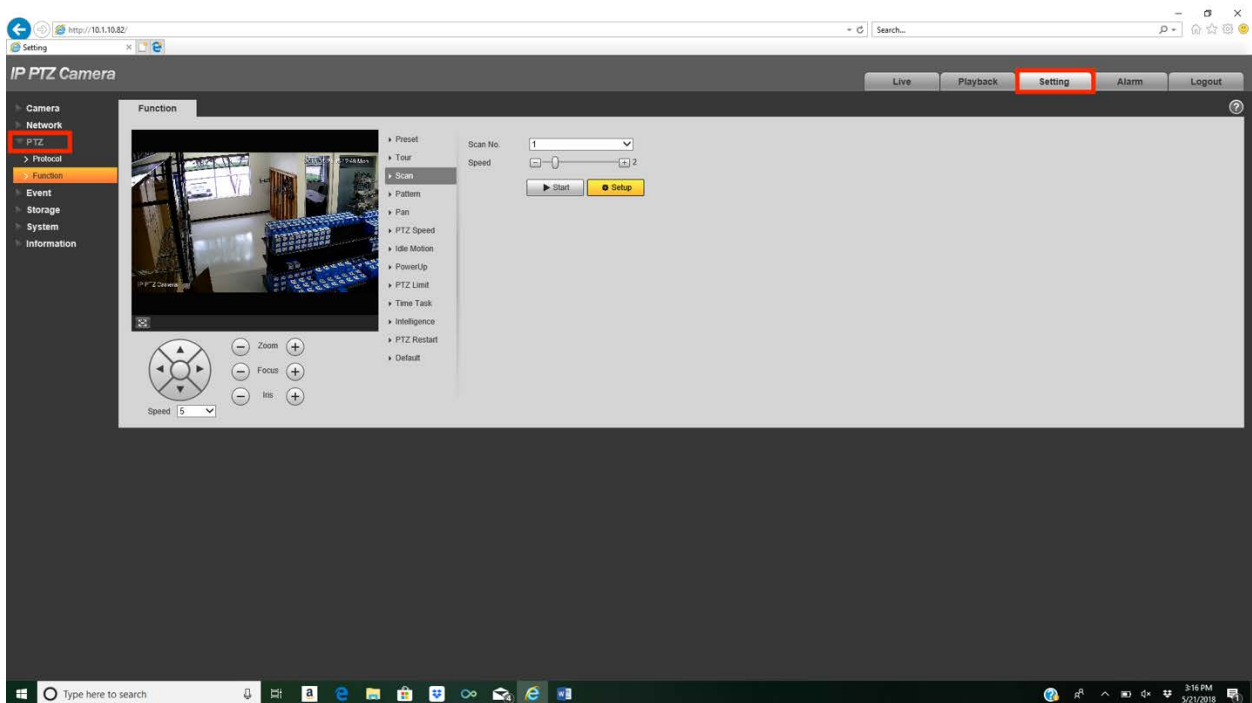 http://10.1.10.82/
Search...
Setting
IP PTZ Camera
Live
Playback
Setting
Alarm
Logout
Camera
Network
PTZ
Protocol
Function
Event
Storage
System
Information
Function
IP PTZ Camera
Preset
Tour
Scan
Pattern
Pan
PTZ Speed
Idle Motion
PowerUp
PTZ Limit
Time Task
Intelligence
PTZ Restart
Default
Scan No. 1
Speed 2
Start Setup
Zoom
Focus
Iris
Speed 5
Type here to search
3:16 PM
5/21/2018